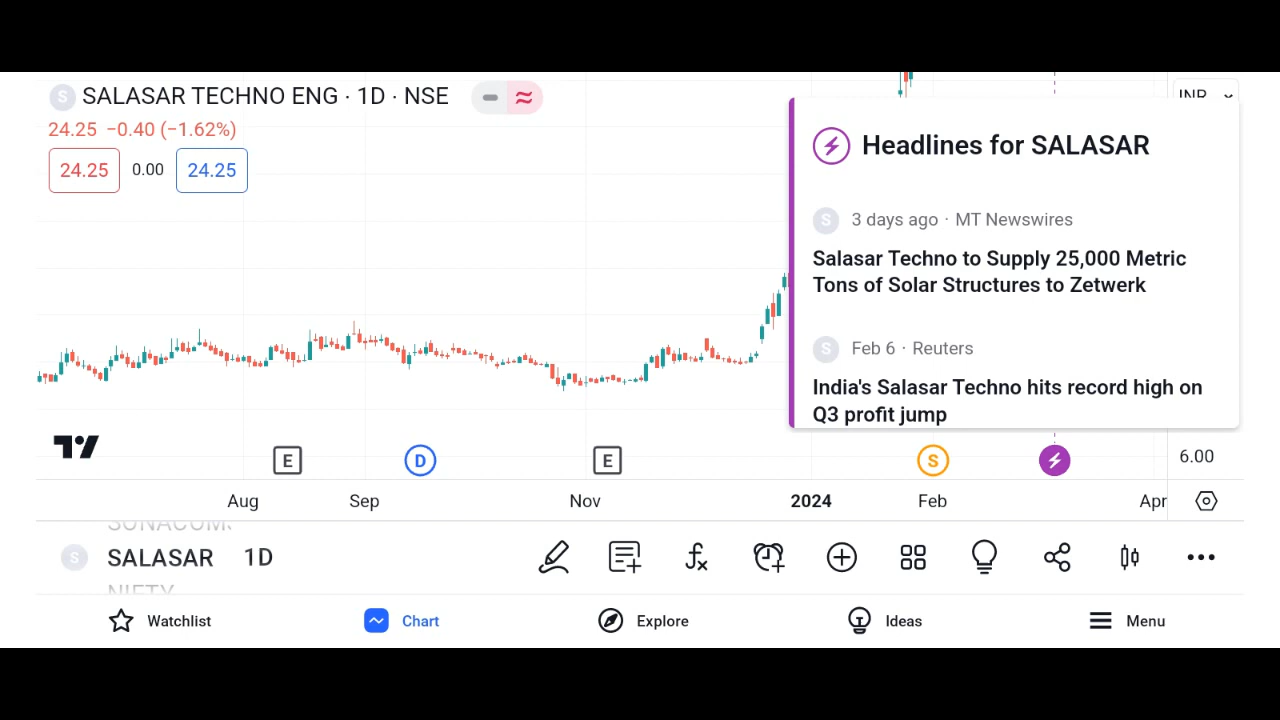 S SALASAR TECHNO ENG · 1D · NSE
INR
24.25 −0.40 (−1.62%)
24.25 0.00 24.25
Headlines for SALASAR
S 3 days ago · MT Newswires
Salasar Techno to Supply 25,000 Metric
Tons of Solar Structures to Zetwerk
S Feb 6 · Reuters
India's Salasar Techno hits record high on
Q3 profit jump
E D E S
6.00
Aug Sep Nov 2024 Feb Apr
S SALASAR 1D
NIFTY
Watchlist Chart Explore Ideas Menu